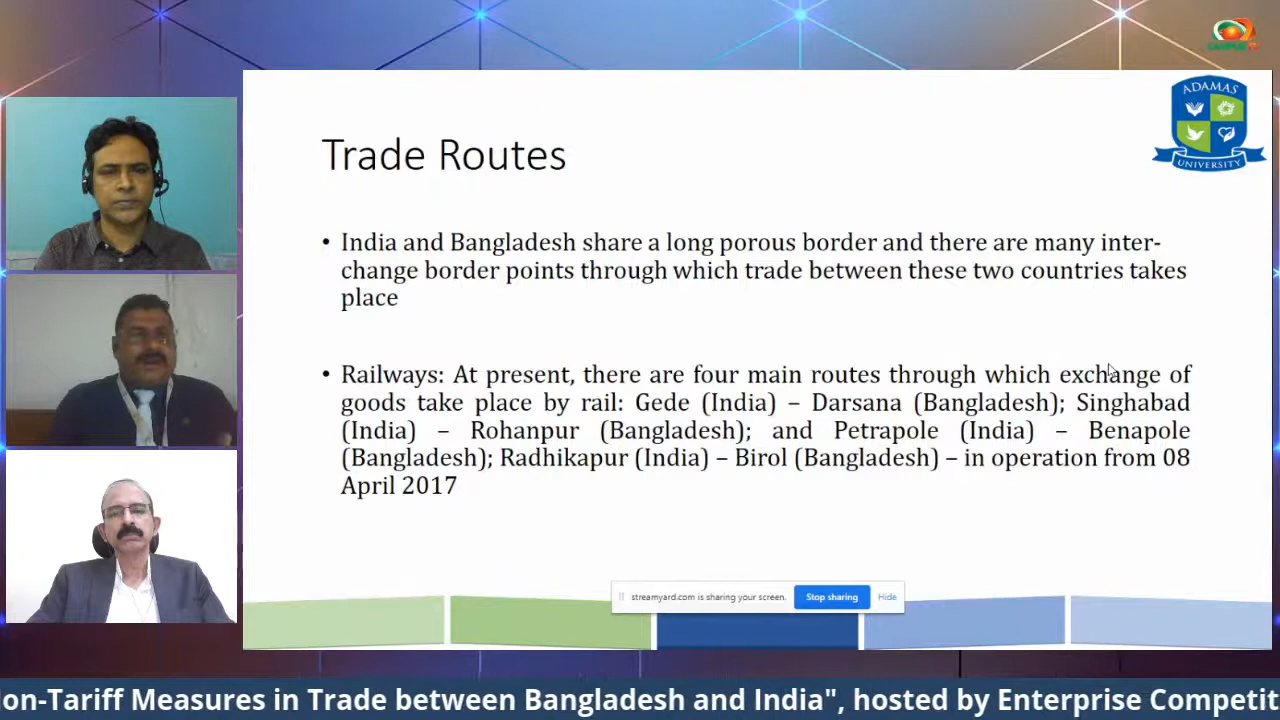 ADAMAS
UNIVERSITY
Trade Routes
• India and Bangladesh share a long porous border and there are many inter-
change border points through which trade between these two countries takes
place
• Railways: At present, there are four main routes through which exchange of
goods take place by rail: Gede (India) – Darsana (Bangladesh); Singhabad
(India) – Rohanpur (Bangladesh); and Petrapole (India) – Benapole
(Bangladesh); Radhikapur (India) – Birol (Bangladesh) – in operation from 08
April 2017
streamyard.com is sharing your screen. Stop sharing Hide
on-Tariff Measures in Trade between Bangladesh and India", hosted by Enterprise Competit